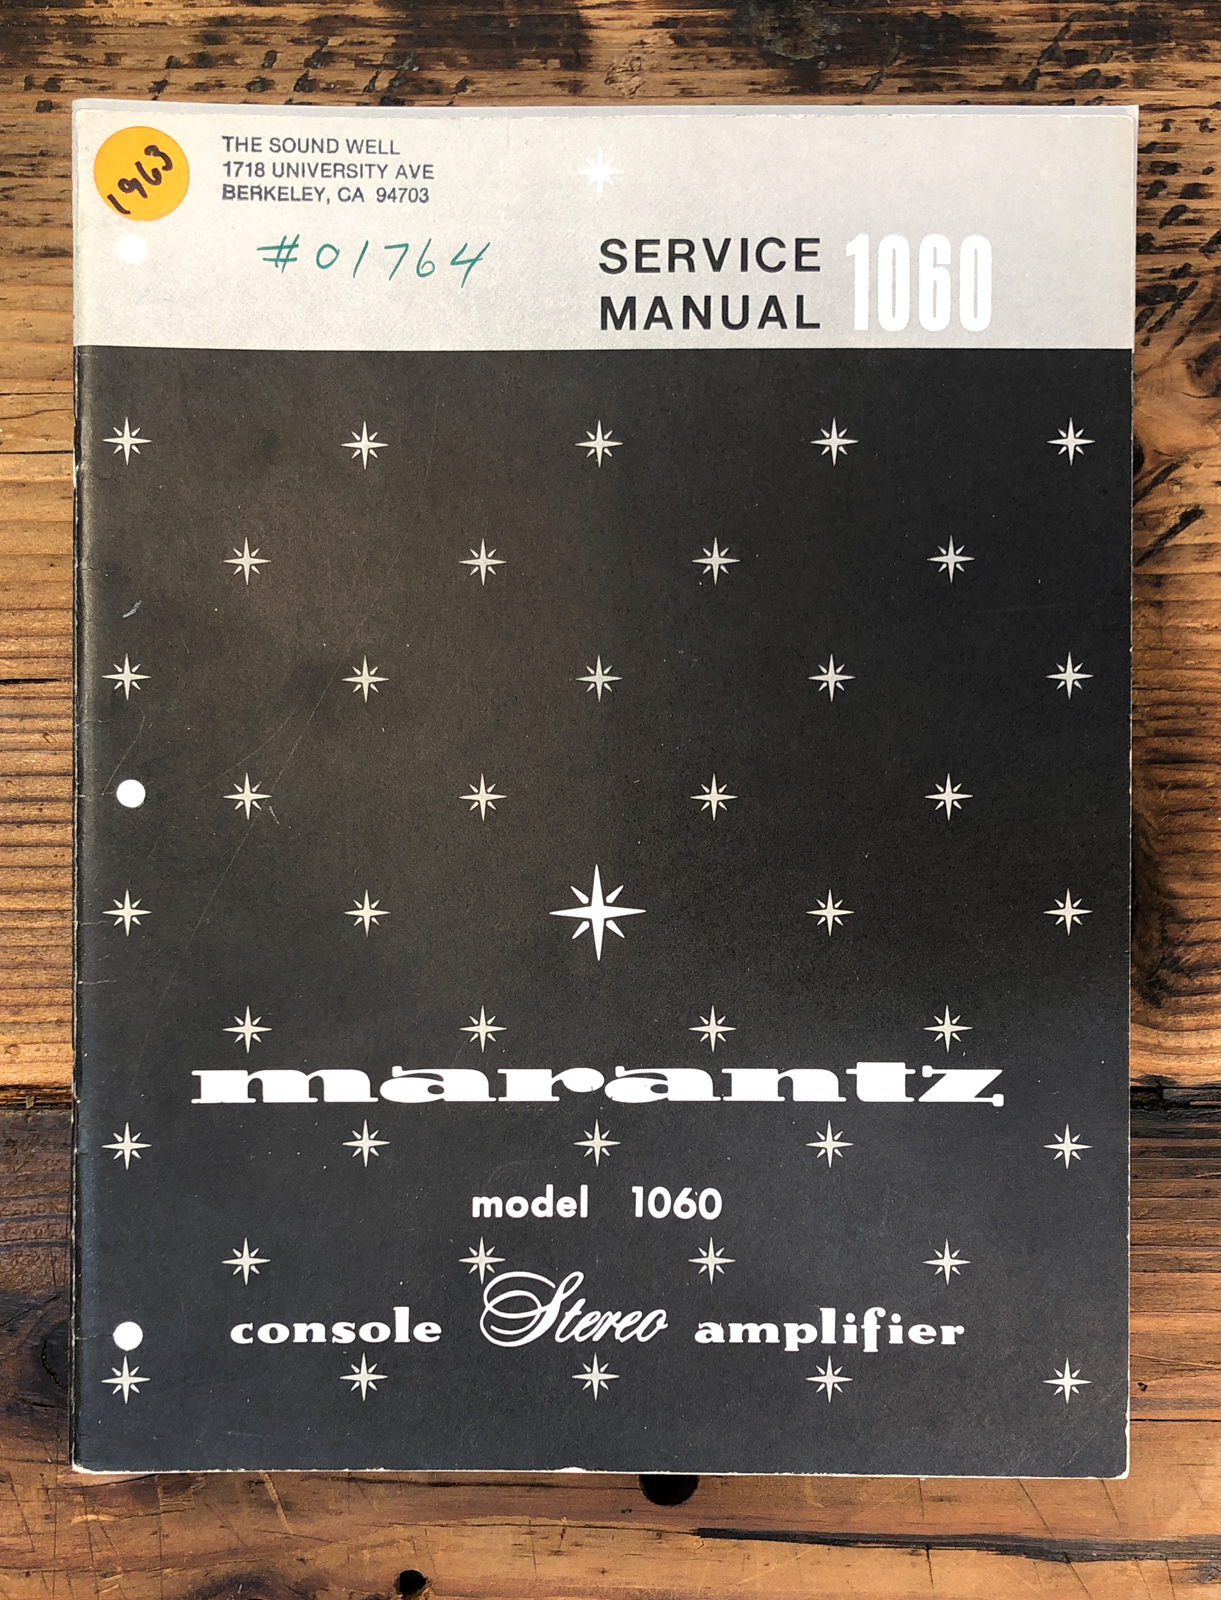 1963
THE SOUND WELL
1718 UNIVERSITY AVE
BERKELEY, CA 94703
#01764
SERVICE
MANUAL 1060
marantz
model 1060
console Stereo amplifier